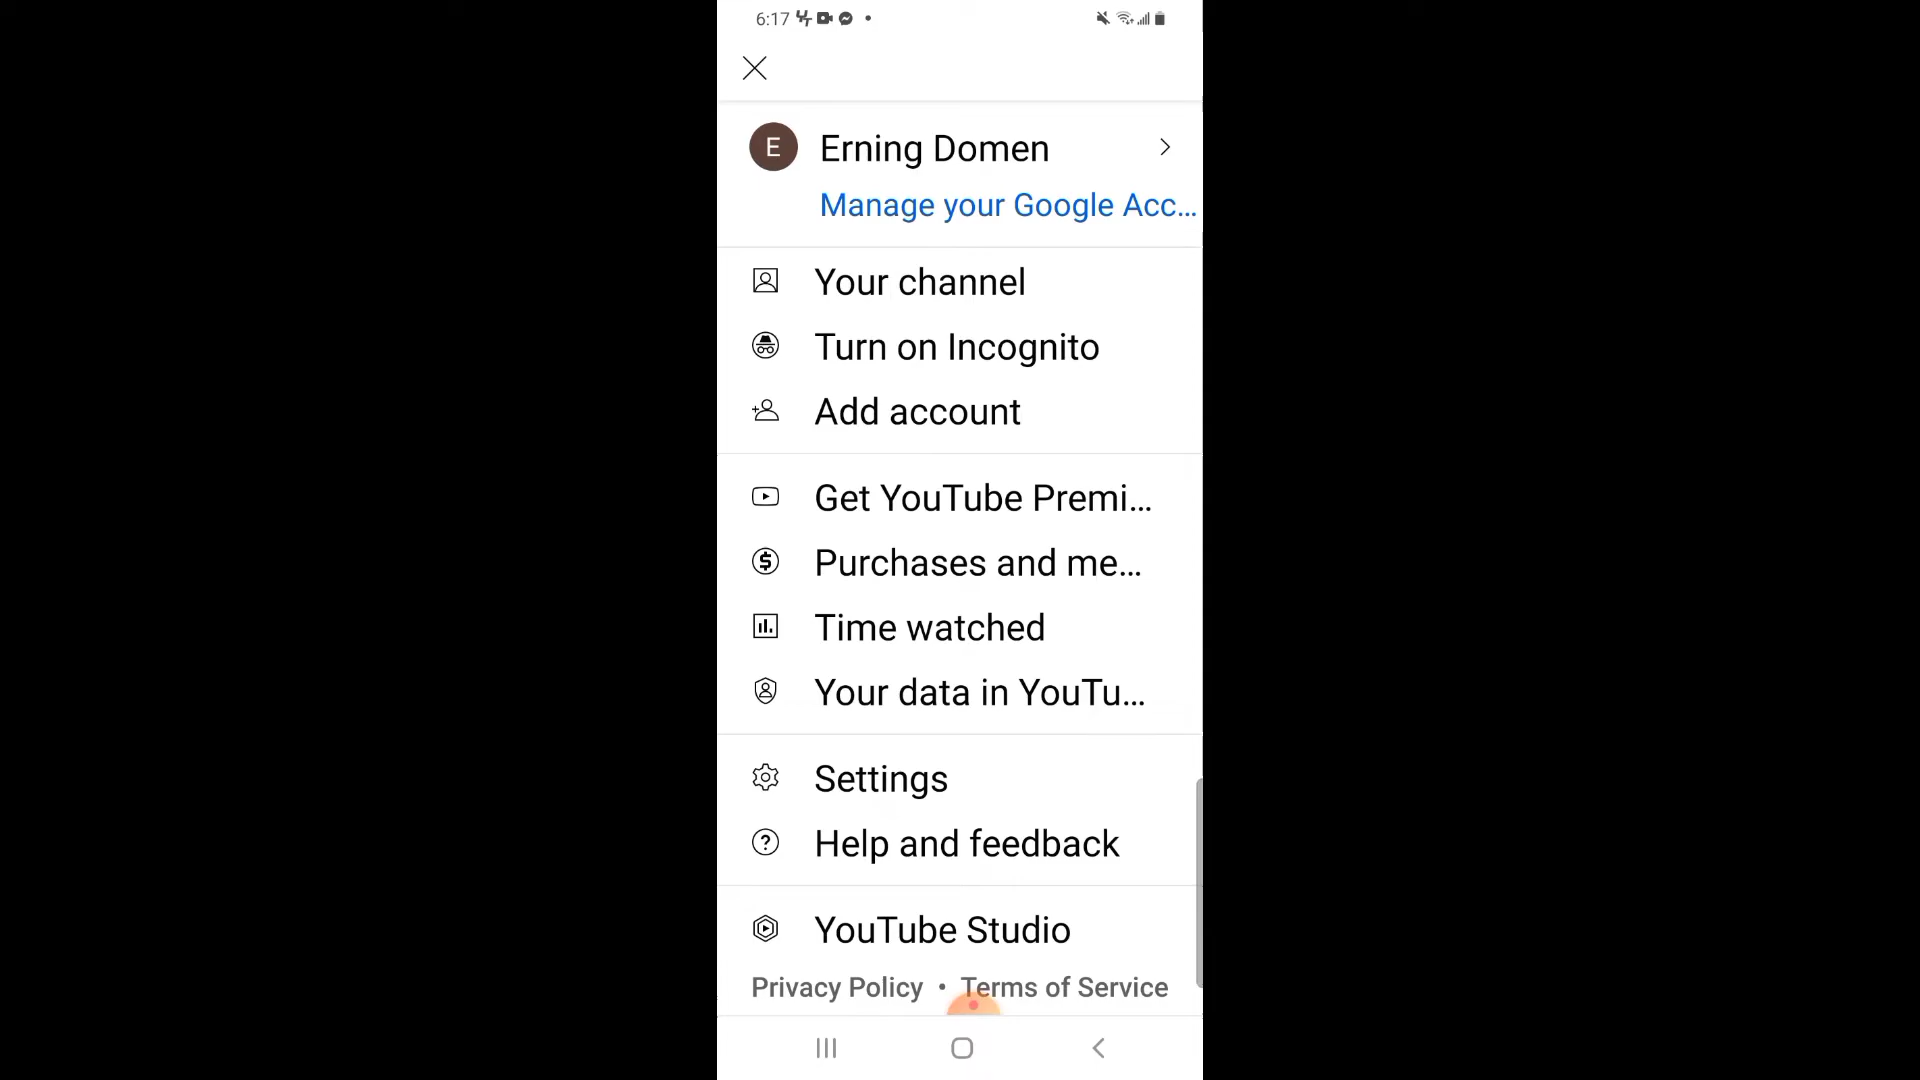 6:17
E
Erning Domen
Manage your Google Acc...
Your channel
Turn on Incognito
Add account
Get YouTube Premi...
Purchases and me...
Time watched
Your data in YouTu...
Settings
Help and feedback
YouTube Studio
Privacy Policy • Terms of Service